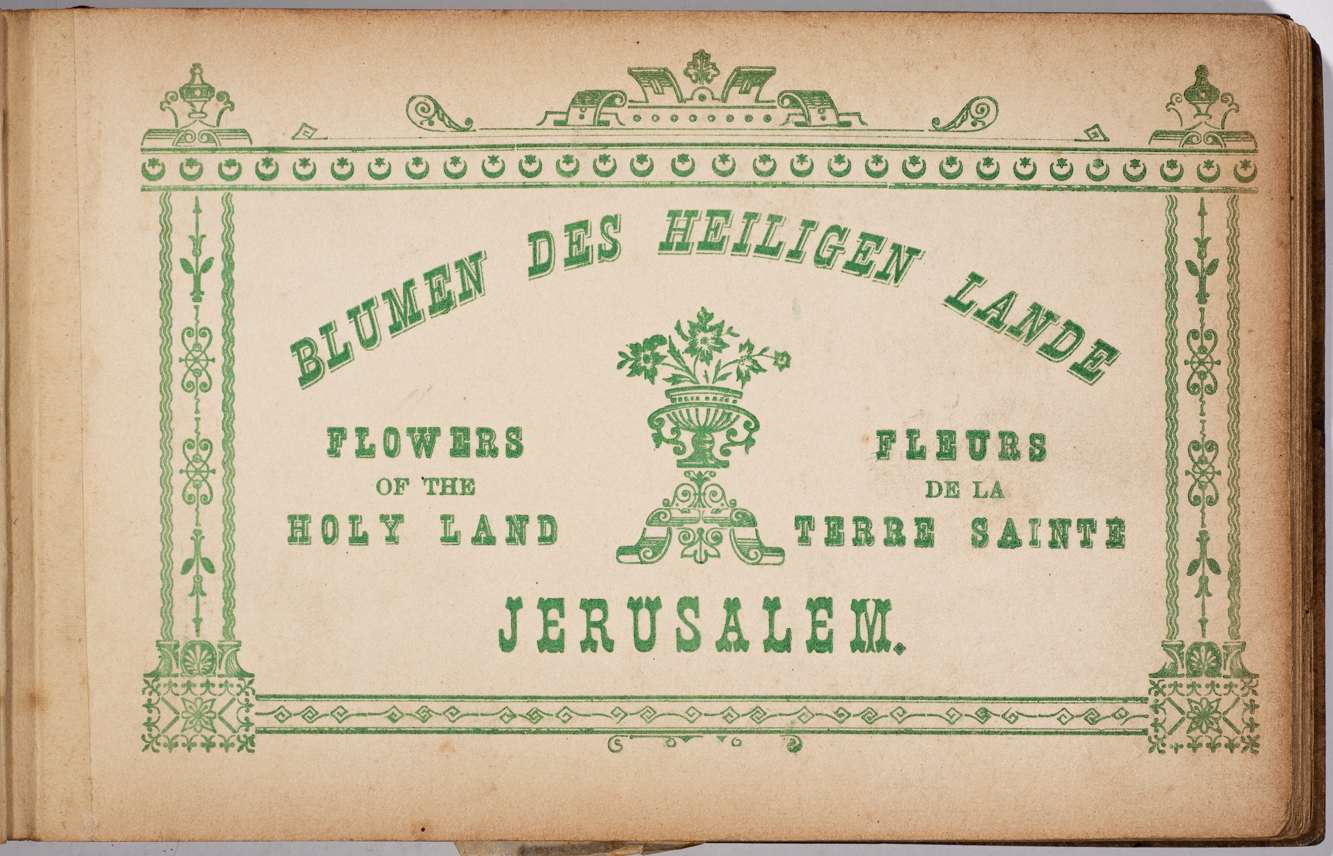 BLUMEN DES HEILIGEN LANDE
FLOWERS
OF THE
HOLY LAND
FLEURS
DE LA
TERRE SAINTE
JERUSALEM.